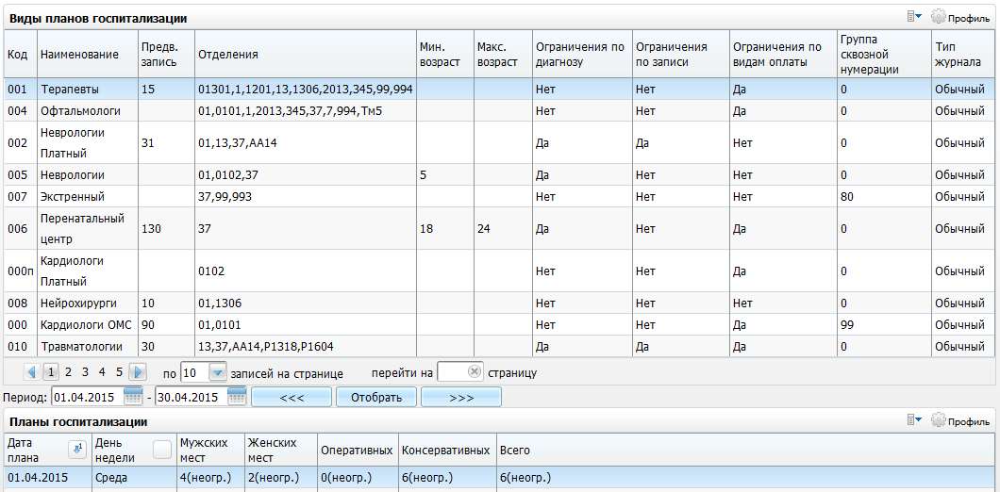 Виды планов госпитализации Профиль
Код Наименование Предв. запись Отделения Мин. возраст Макс. возраст Ограничения по диагнозу Ограничения по записи Ограничения по видам оплаты Группа сквозной нумерации Тип журнала
001 Терапевты 15 01301,1,1201,13,1306,2013,345,99,994 Нет Нет Да 0 Обычный
004 Офтальмологи 01,0101,1,2013,345,37,7,994,Тм5 Нет Нет Да 0 Обычный
002 Неврологии Платный 31 01,13,37,АА14 Да Да Нет 0 Обычный
005 Неврологии 01,0102,37 5 Да Нет Нет 0 Обычный
007 Экстренный 37,99,993 Нет Нет Нет 80 Обычный
006 Перенатальный центр 130 37 18 24 Да Нет Да 0 Обычный
000п Кардиологи Платный 0102 Нет Нет Да 0 Обычный
008 Нейрохирурги 10 01,1306 Нет Нет Нет 0 Обычный
000 Кардиологи ОМС 90 01,0101 Нет Нет Да 99 Обычный
010 Травматологии 30 13,37,АА14,Р1318,Р1604 Да Да Да 0 Обычный
1 2 3 4 5 по 10 записей на странице перейти на страницу
Период: 01.04.2015 - 30.04.2015 <<< Отобрать >>>
Планы госпитализации Профиль
Дата плана 1 День недели Мужских мест Женских мест Оперативных Консервативных Всего
01.04.2015 Среда 4(неогр.) 2(неогр.) 0(неогр.) 6(неогр.) 6(неогр.)